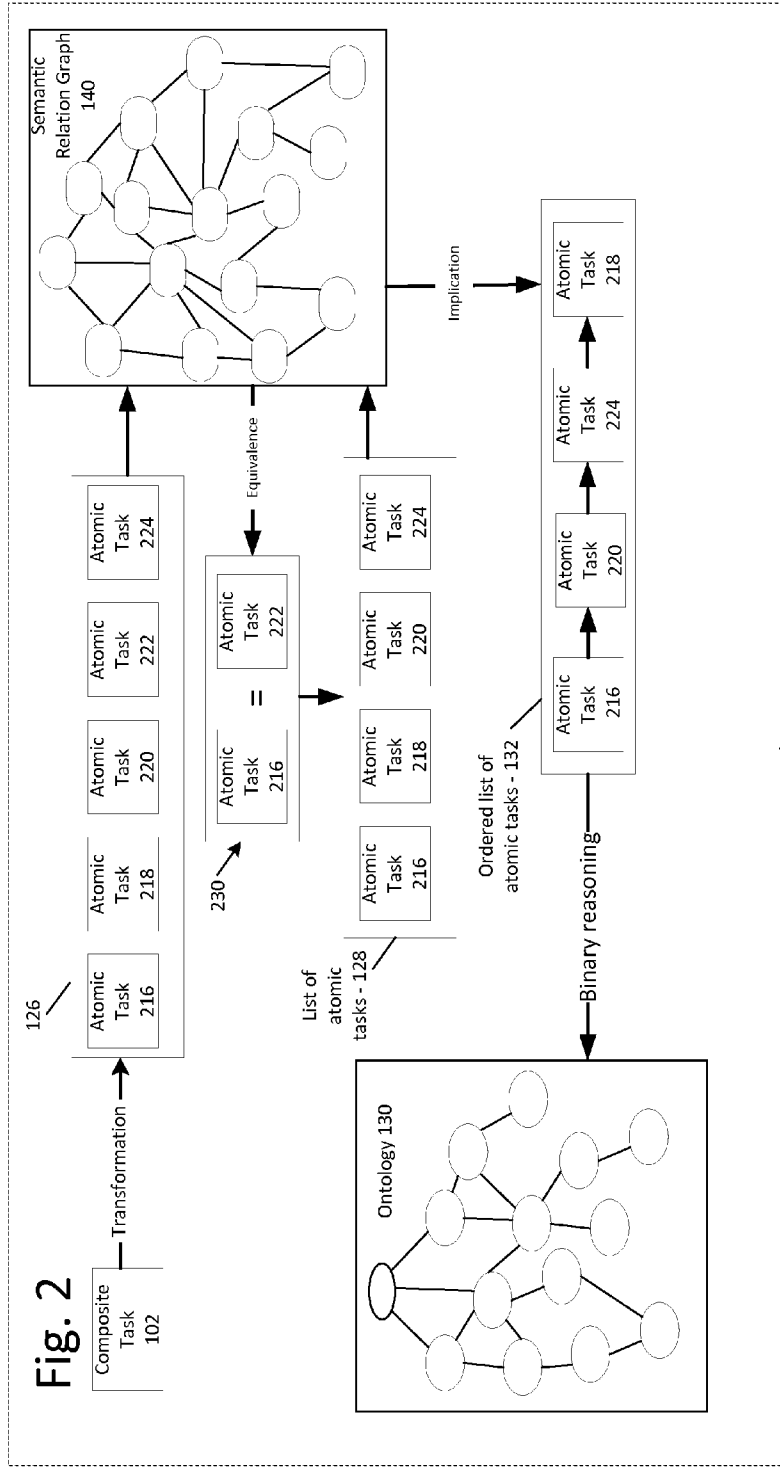 Fig. 2
Composite
Task
102
Transformation
126
Atomic
Task
216
Atomic
Task
218
Atomic
Task
220
Atomic
Task
222
Atomic
Task
224
Semantic
Relation Graph
140
Equivalence
230
Atomic
Task
216
=
Atomic
Task
222
List of
atomic
tasks - 128
Atomic
Task
216
Atomic
Task
218
Atomic
Task
220
Atomic
Task
224
Implication
Ordered list of
atomic tasks - 132
Atomic
Task
216
Atomic
Task
220
Atomic
Task
224
Atomic
Task
218
Binary reasoning
Ontology 130